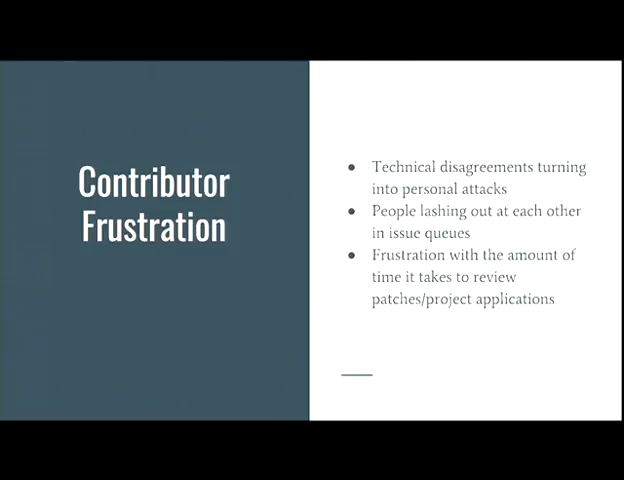 Contributor
Frustration
● Technical disagreements turning
into personal attacks
● People lashing out at each other
in issue queues
● Frustration with the amount of
time it takes to review
patches/project applications